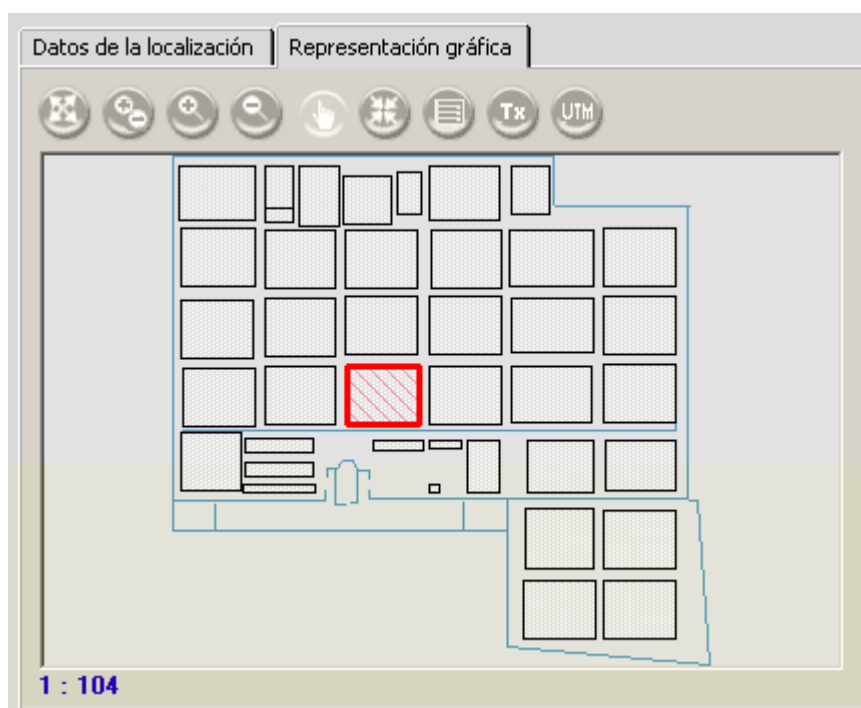 Datos de la localización
Representación gráfica
Tx
UTM
1 : 104